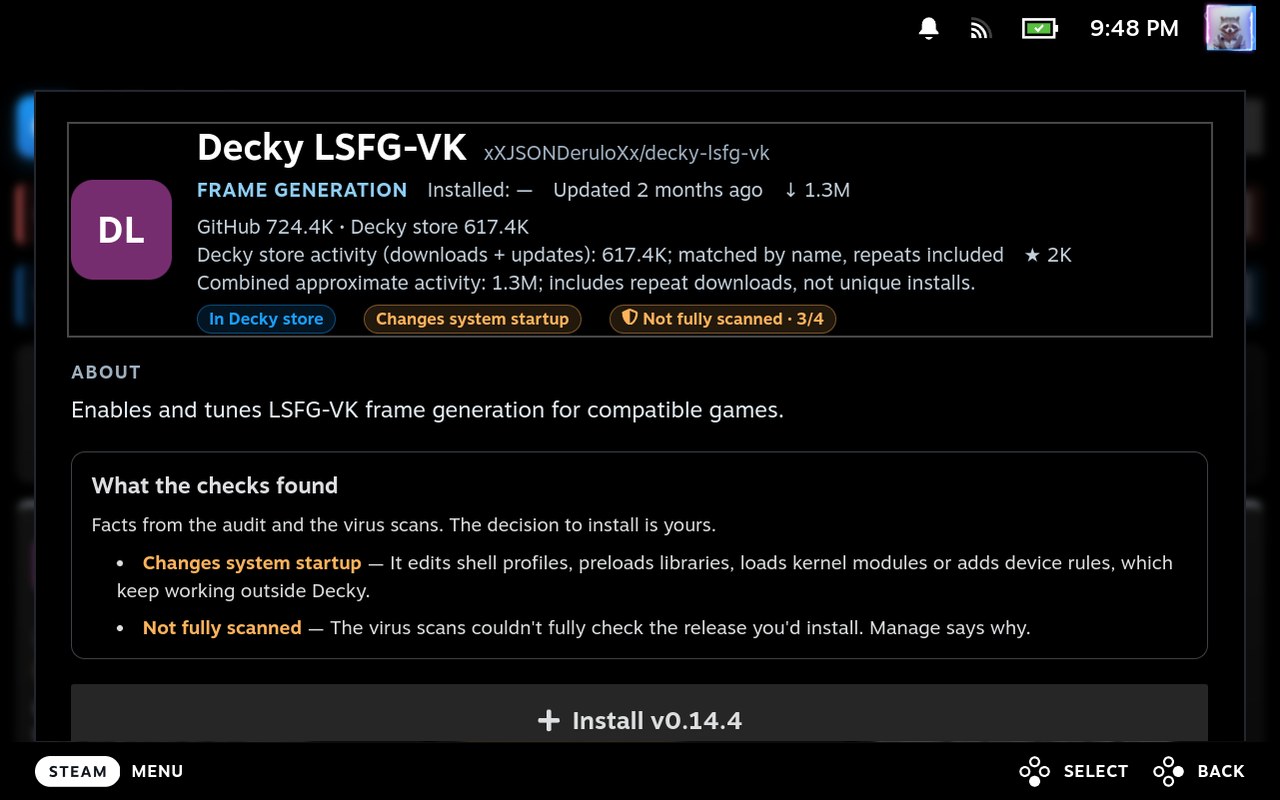 9:48 PM
Decky LSFG-VK xXJSONDeruloXx/decky-lsfg-vk
DL
FRAME GENERATION Installed: — Updated 2 months ago ↓ 1.3M
GitHub 724.4K · Decky store 617.4K
Decky store activity (downloads + updates): 617.4K; matched by name, repeats included ★ 2K
Combined approximate activity: 1.3M; includes repeat downloads, not unique installs.
In Decky store Changes system startup Not fully scanned · 3/4
ABOUT
Enables and tunes LSFG-VK frame generation for compatible games.
What the checks found
Facts from the audit and the virus scans. The decision to install is yours.
• Changes system startup — It edits shell profiles, preloads libraries, loads kernel modules or adds device rules, which
keep working outside Decky.
• Not fully scanned — The virus scans couldn't fully check the release you'd install. Manage says why.
+ Install v0.14.4
STEAM MENU SELECT BACK